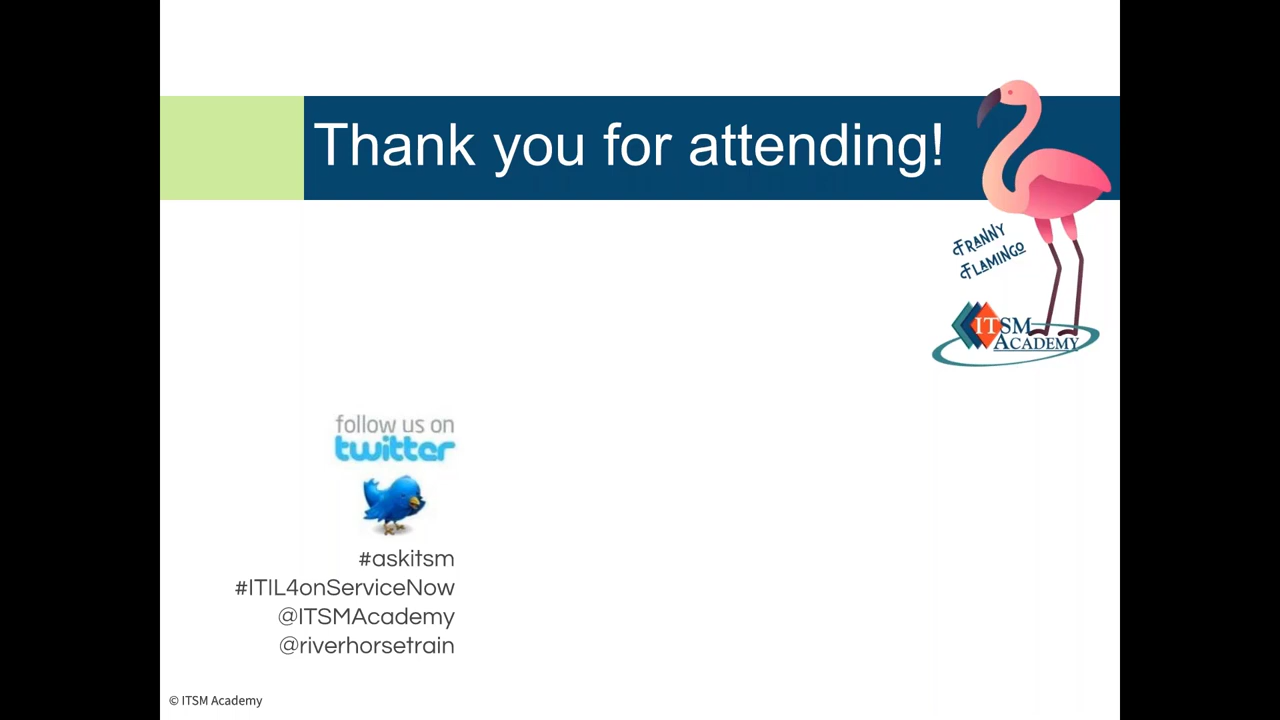 Thank you for attending!
FRANNY
FLAMINGO
ITSM
ACADEMY
follow us on
twitter
#askitsm
#ITIL4onServiceNow
@ITSMAcademy
@riverhorsetrain
© ITSM Academy